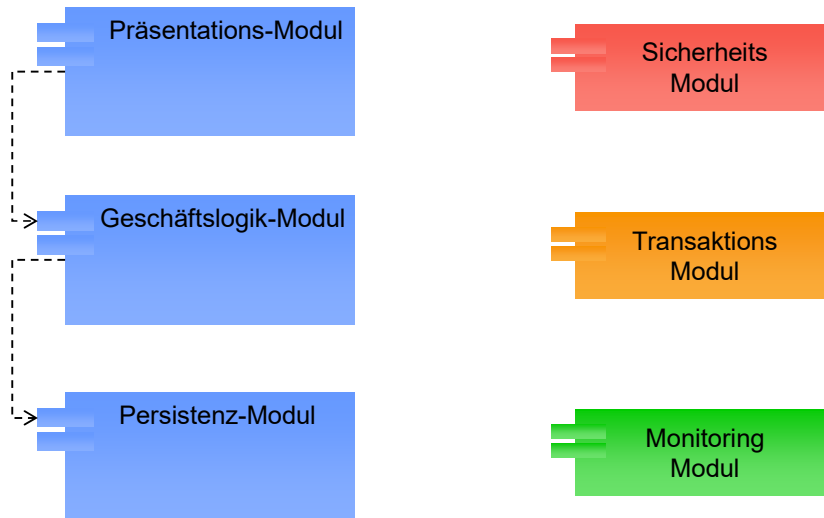 Präsentations-Modul
Sicherheits
Modul
Geschäftslogik-Modul
Transaktions
Modul
Persistenz-Modul
Monitoring
Modul